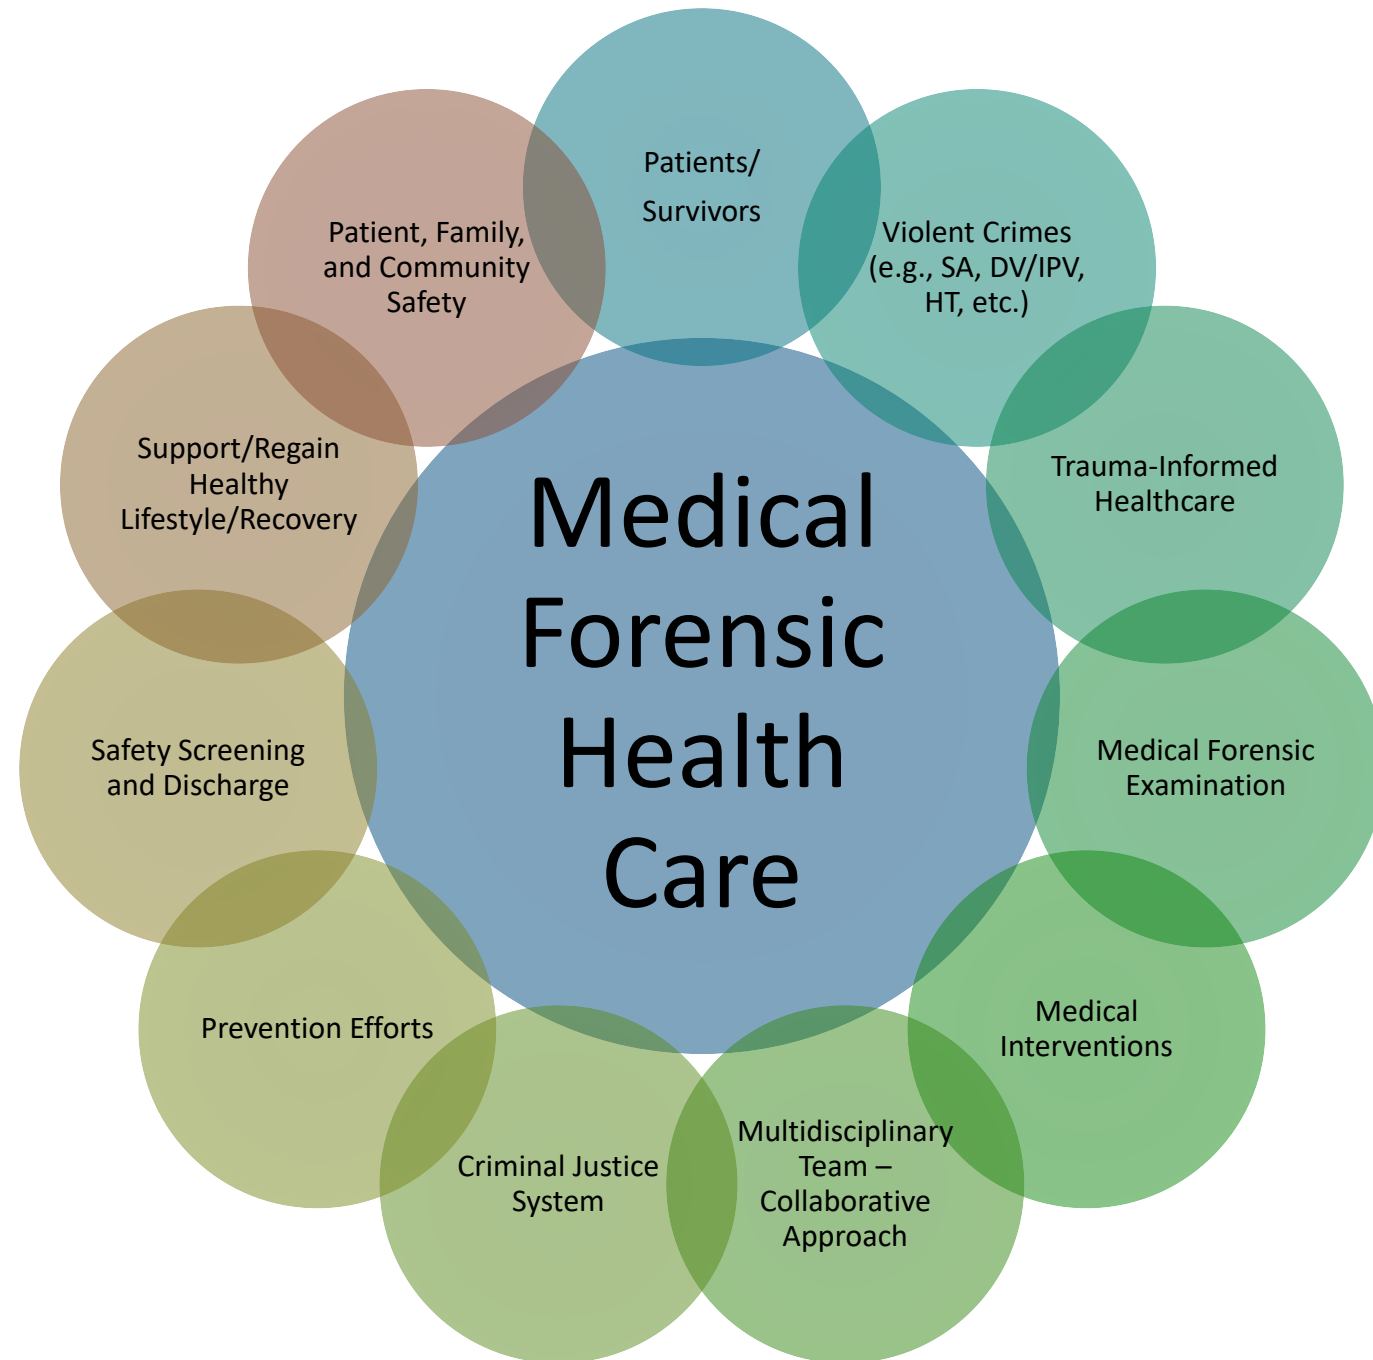 Patients/
Survivors
Violent Crimes
(e.g., SA, DV/IPV,
HT, etc.)
Trauma-Informed
Healthcare
Medical Forensic
Examination
Medical
Interventions
Multidisciplinary
Team –
Collaborative
Approach
Criminal Justice
System
Prevention Efforts
Safety Screening
and Discharge
Support/Regain
Healthy
Lifestyle/Recovery
Patient, Family,
and Community
Safety
Medical
Forensic
Health
Care